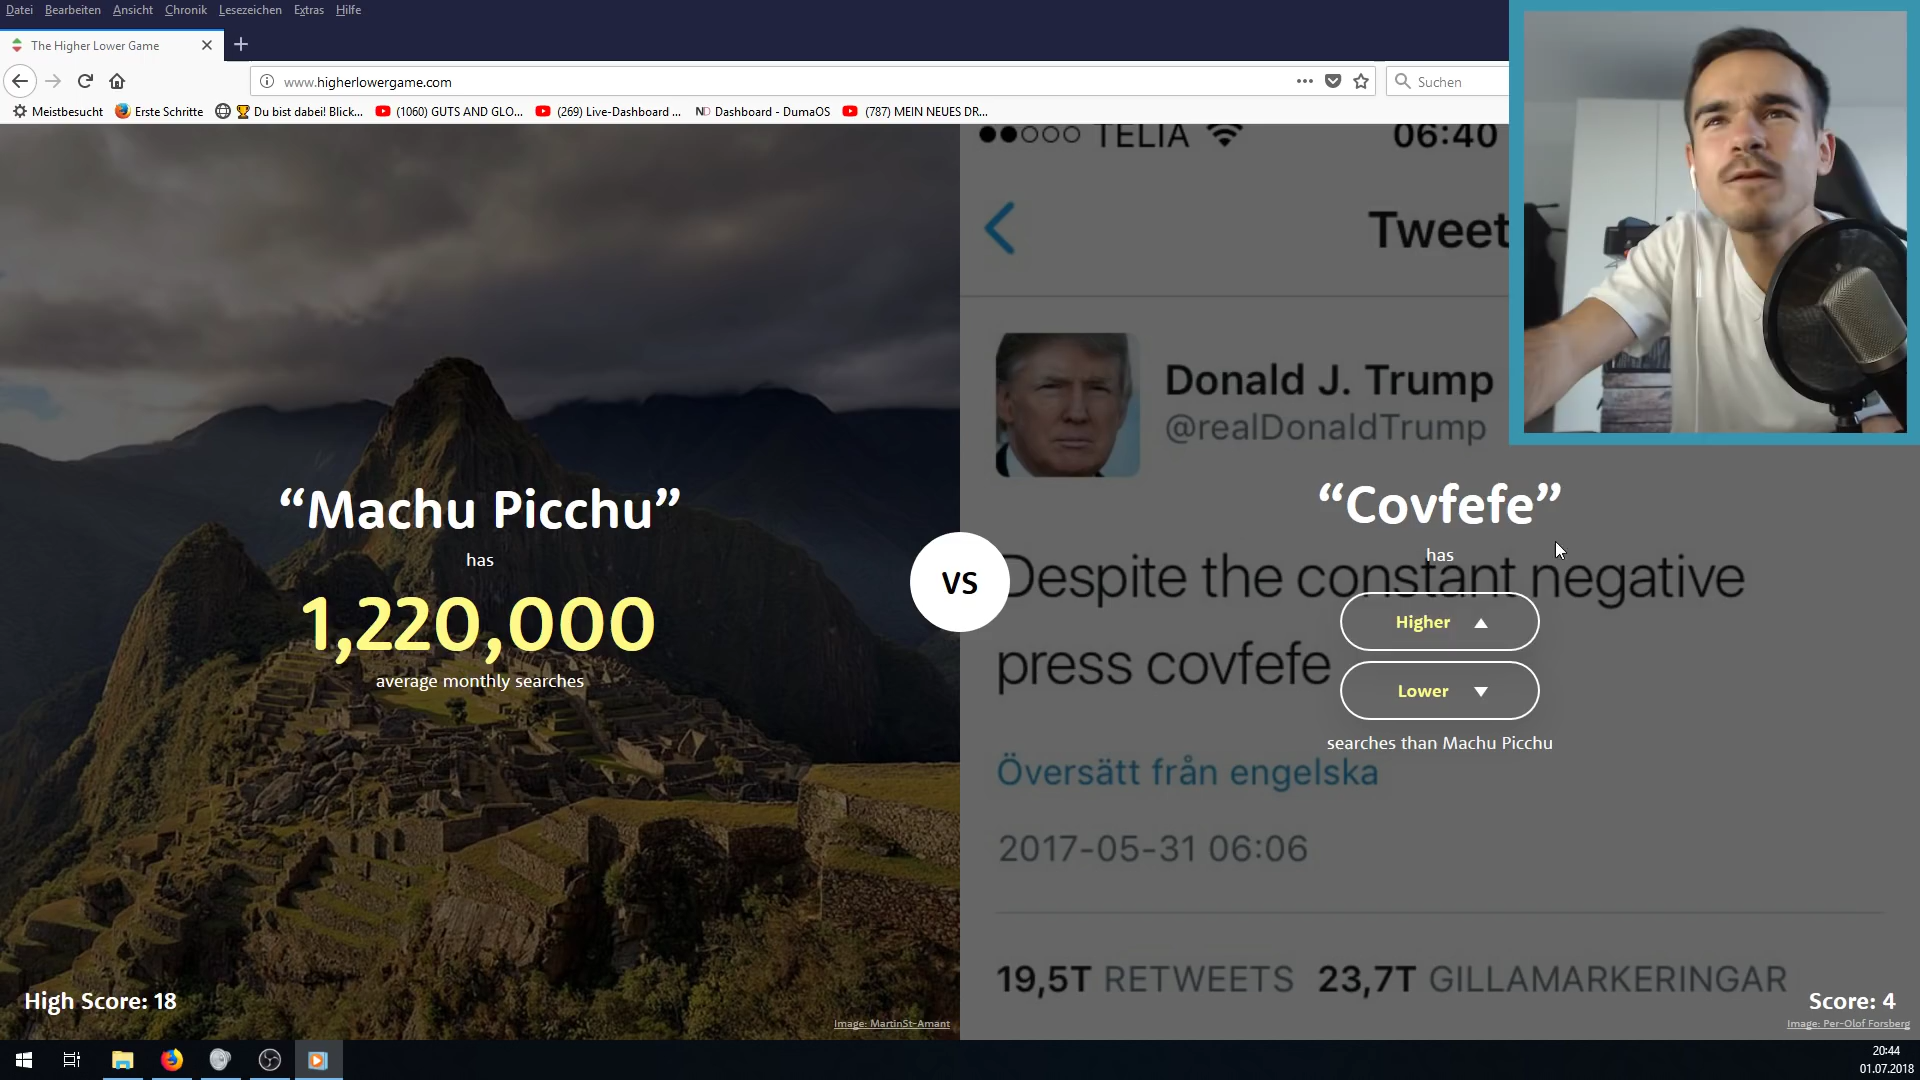 Datei Bearbeiten Ansicht Chronik Lesezeichen Extras Hilfe
The Higher Lower Game
www.higherlowergame.com
Suchen
Meistbesucht Erste Schritte Du bist dabei! Blick... (1060) GUTS AND GLO... (269) Live-Dashboard ... ND Dashboard - DumaOS (787) MEIN NEUES DR...
TELIA 06:40
Tweet
Donald J. Trump
@realDonaldTrump
“Machu Picchu”
has
1,220,000
average monthly searches
VS
“Covfefe”
has
Despite the constant negative
press covfefe
Higher
Lower
searches than Machu Picchu
Översätt från engelska
2017-05-31 06:06
19,5T RETWEETS 23,7T GILLAMARKERINGAR
High Score: 18
Score: 4
Image: MartinSt-Amant
Image: Per-Olof Forsberg
20:44
01.07.2018